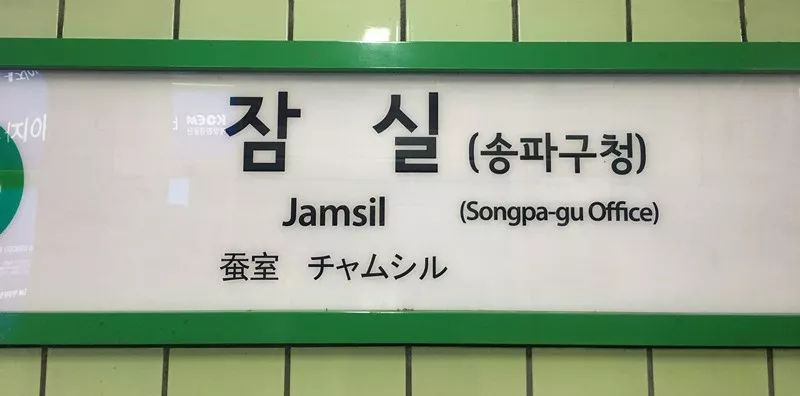 잠 실 (송파구청)
Jamsil (Songpa-gu Office)
蚕室 チャムシル